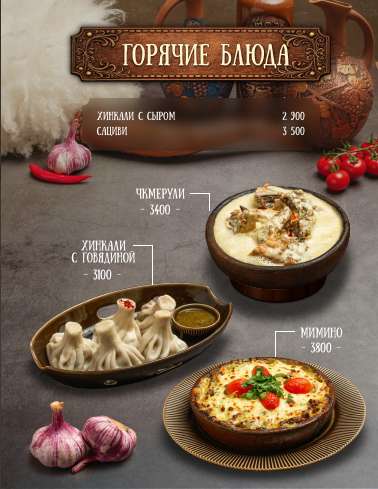 ГОРЯЧИЕ БЛЮДА
ХИНКАЛИ С СЫРОМ 2 900
САЦИВИ 3 500
ЧКМЕРУЛИ
- 3400 -
ХИНКАЛИ
С ГОВЯДИНОЙ
- 3100 -
МИМИНО
- 3800 -